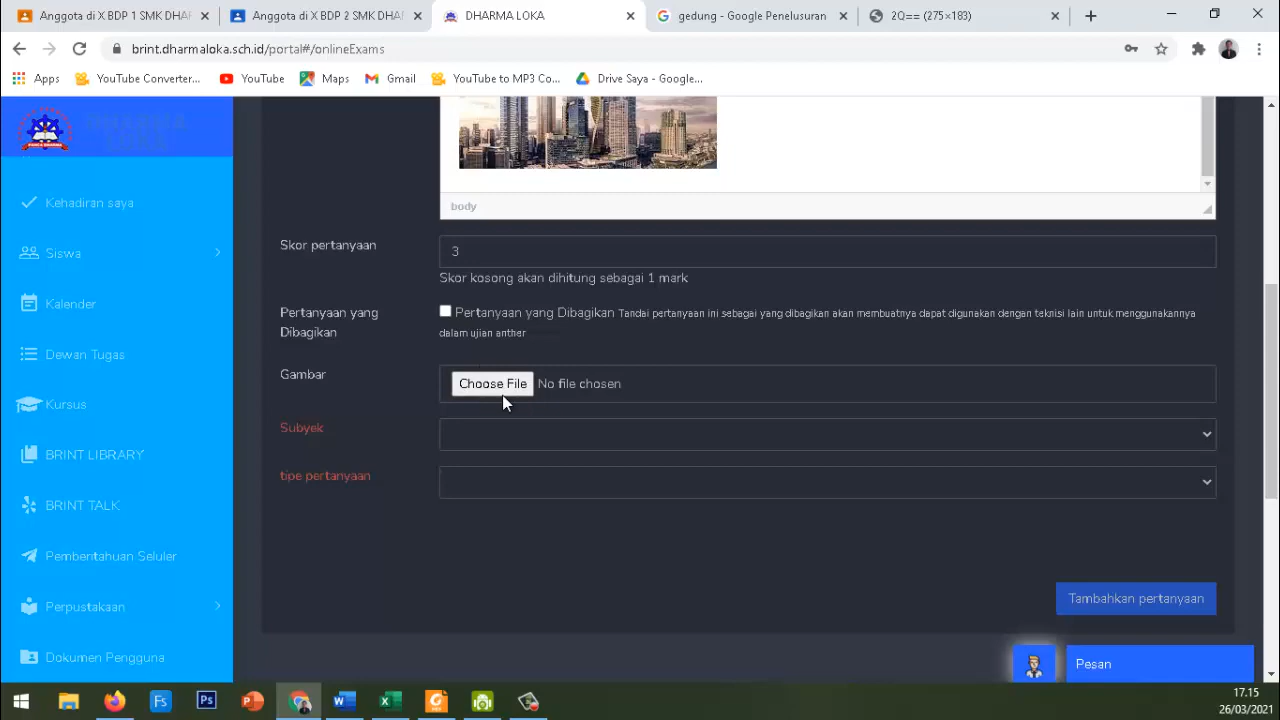 Anggota di X BDP 1 SMK DHAR
Anggota di X BDP 2 SMK DHAR
DHARMA LOKA
gedung - Google Penelusuran
2Q== (275×183)
brint.dharmaloka.sch.id/portal#/onlineExams
Apps
YouTube Converter...
YouTube
Maps
Gmail
YouTube to MP3 Co...
Drive Saya - Google...
Kehadiran saya
Siswa
Kalender
Dewan Tugas
Kursus
BRINT LIBRARY
BRINT TALK
Pemberitahuan Seluler
Perpustakaan
Dokumen Pengguna
body
Skor pertanyaan
3
Skor kosong akan dihitung sebagai 1 mark
Pertanyaan yang Dibagikan
Pertanyaan yang Dibagikan Tandai pertanyaan ini sebagai yang dibagikan akan membuatnya dapat digunakan dengan teknisi lain untuk menggunakannya
dalam ujian anther
Gambar
Choose File No file chosen
Subyek
tipe pertanyaan
Tambahkan pertanyaan
Pesan
17.15
26/03/2021